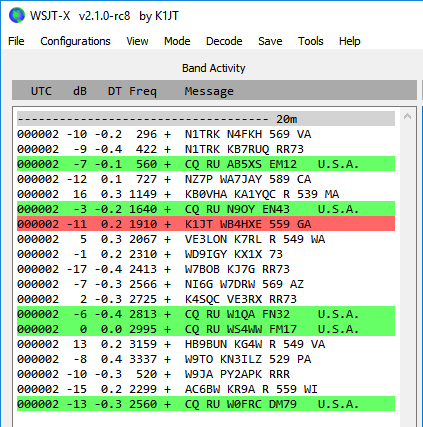 WSJT-X v2.1.0-rc8 by K1JT
File Configurations View Mode Decode Save Tools Help
Band Activity
UTC dB DT Freq Message
------------------------------------ 20m
000002 -10 -0.2 296 + N1TRK N4FKH 569 VA
000002 -9 -0.4 422 + N1TRK KB7RUQ RR73
000002 -7 -0.1 560 + CQ RU AB5XS EM12 U.S.A.
000002 -12 0.1 727 + NZ7P WA7JAY 589 CA
000002 16 0.3 1149 + KB0VHA KA1YQC R 539 MA
000002 -3 -0.2 1640 + CQ RU N9OY EN43 U.S.A.
000002 -11 0.2 1910 + K1JT WB4HXE 559 GA
000002 5 0.3 2067 + VE3LON K7RL R 549 WA
000002 -1 0.2 2310 + WD9IGY KX1X 73
000002 -17 -0.4 2413 + W7BOB KJ7G RR73
000002 -7 -0.3 2566 + NI6G W7DRW 569 AZ
000002 2 -0.3 2725 + K4SQC VE3RX RR73
000002 -6 -0.4 2813 + CQ RU W1QA FN32 U.S.A.
000002 0 0.0 2995 + CQ RU WS4WW FM17 U.S.A.
000002 13 0.2 3159 + HB9BUN KG4W R 549 VA
000002 -8 0.4 3337 + W9TO KN3ILZ 529 PA
000002 -10 -0.3 520 + W9JA PY2APK RRR
000002 -15 0.2 2299 + AC6BW KR9A R 559 WI
000002 -13 -0.3 2560 + CQ RU W0FRC DM79 U.S.A.